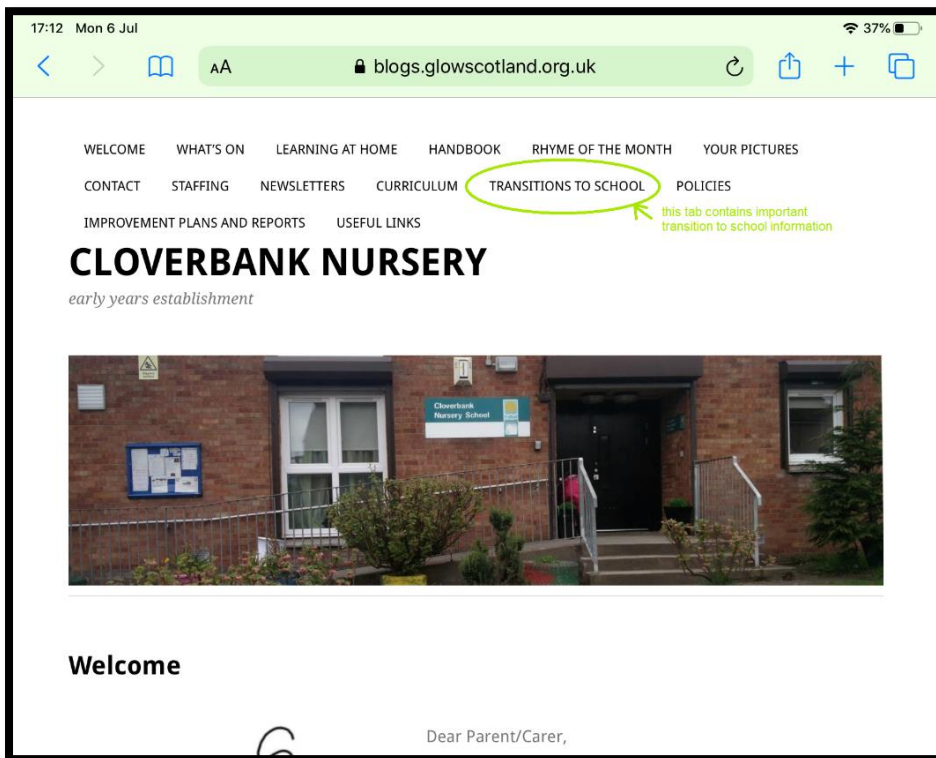 17:12 Mon 6 Jul
37%
AA
blogs.glowscotland.org.uk
WELCOME WHAT'S ON LEARNING AT HOME HANDBOOK RHYME OF THE MONTH YOUR PICTURES
CONTACT STAFFING NEWSLETTERS CURRICULUM TRANSITIONS TO SCHOOL POLICIES
this tab contains important
transition to school information
IMPROVEMENT PLANS AND REPORTS USEFUL LINKS
CLOVERBANK NURSERY
early years establishment
Cloverbank
Nursery School
Welcome
Dear Parent/Carer,